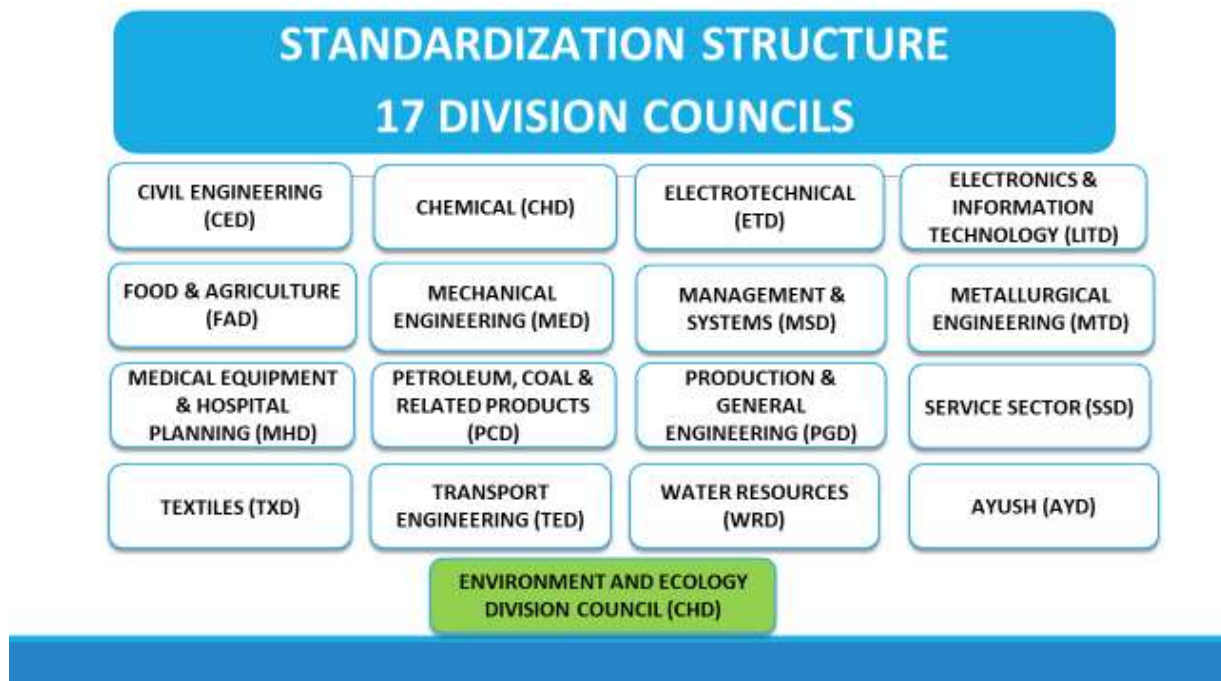 STANDARDIZATION STRUCTURE
17 DIVISION COUNCILS
CIVIL ENGINEERING
(CED)
CHEMICAL (CHD)
ELECTROTECHNICAL
(ETD)
ELECTRONICS &
INFORMATION
TECHNOLOGY (LITD)
FOOD & AGRICULTURE
(FAD)
MECHANICAL
ENGINEERING (MED)
MANAGEMENT &
SYSTEMS (MSD)
METALLURGICAL
ENGINEERING (MTD)
MEDICAL EQUIPMENT
& HOSPITAL
PLANNING (MHD)
PETROLEUM, COAL &
RELATED PRODUCTS
(PCD)
PRODUCTION &
GENERAL
ENGINEERING (PGD)
SERVICE SECTOR (SSD)
TEXTILES (TXD)
TRANSPORT
ENGINEERING (TED)
WATER RESOURCES
(WRD)
AYUSH (AYD)
ENVIRONMENT AND ECOLOGY
DIVISION COUNCIL (CHD)